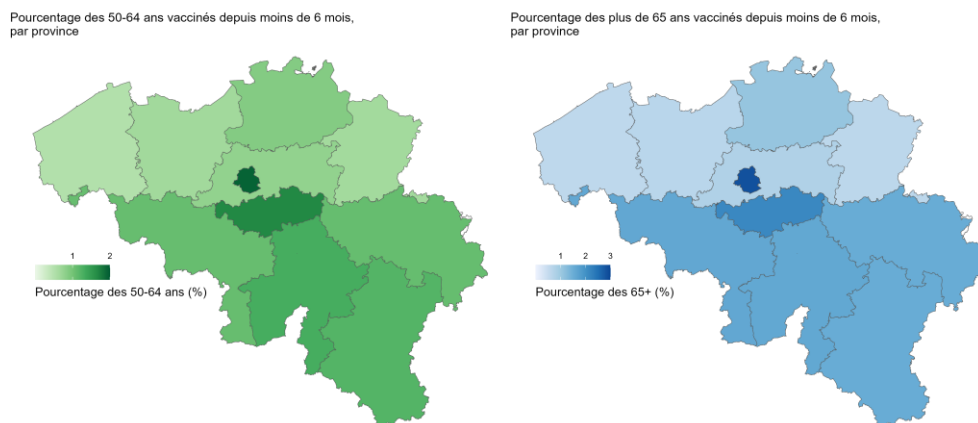 Pourcentage des 50-64 ans vaccinés depuis moins de 6 mois,
par province
1 2
Pourcentage des 50-64 ans (%)
Pourcentage des plus de 65 ans vaccinés depuis moins de 6 mois,
par province
1 2 3
Pourcentage des 65+ (%)